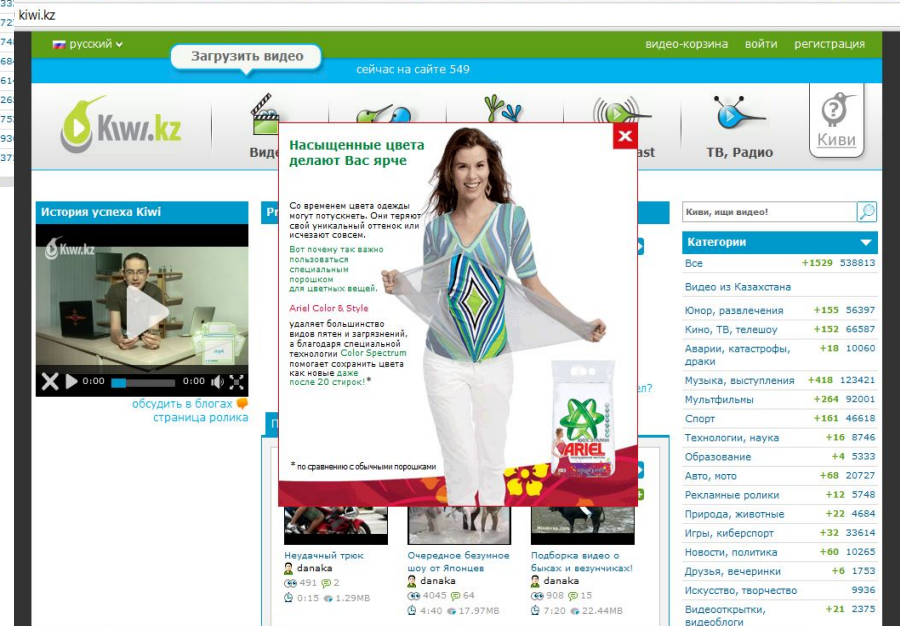 kiwi.kz
русский
видео-корзина войти регистрация
Загрузить видео
сейчас на сайте 549
Kiwi.kz
ТВ, Радио
Киви
История успеха Kiwi
Kiwi.kz
0:00 0:00
обсудить в блогах
страница ролика
Насыщенные цвета
делают Вас ярче
Со временем цвета одежды
могут потускнеть. Они теряют
свой уникальный оттенок или
исчезают совсем.
Вот почему так важно
пользоваться
специальным
порошком
для цветных вещей.
Ariel Color & Style
удаляет большинство
видов пятен и загрязнений,
а благодаря специальной
технологии Color Spectrum
помогает сохранить цвета
как новые даже
после 20 стирок!*
* по сравнению с обычными порошками
ARIEL
Неудачный трюк
danaka
491 2
0:15 1.29MB
Очередное безумное
шоу от Японцев
danaka
4045 64
4:40 17.97MB
Подборка видео о
быках и везунчиках!
danaka
908 15
7:20 22.44MB
Киви, ищи видео!
Категории
Все +1529 538813
Видео из Казахстана
Юмор, развлечения +155 56397
Кино, ТВ, телешоу +152 66587
Аварии, катастрофы, +18 10060
драки
Музыка, выступления +418 123421
Мультфильмы +264 92001
Спорт +161 46618
Технологии, наука +16 8746
Образование +4 5333
Авто, мото +68 20727
Рекламные ролики +12 5748
Природа, животные +22 4684
Игры, киберспорт +32 33614
Новости, политика +60 10265
Друзья, вечеринки +6 1753
Искусство, творчество 9936
Видеооткрытки, +21 2375
видеоблоги